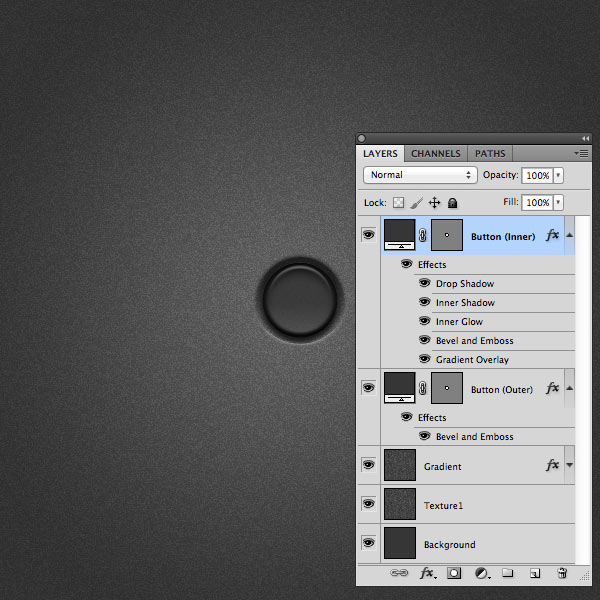 LAYERS CHANNELS PATHS
Normal Opacity: 100%
Lock: Fill: 100%
Button (Inner) fx
Effects
Drop Shadow
Inner Shadow
Inner Glow
Bevel and Emboss
Gradient Overlay
Button (Outer) fx
Effects
Bevel and Emboss
Gradient fx
Texture1
Background
fx